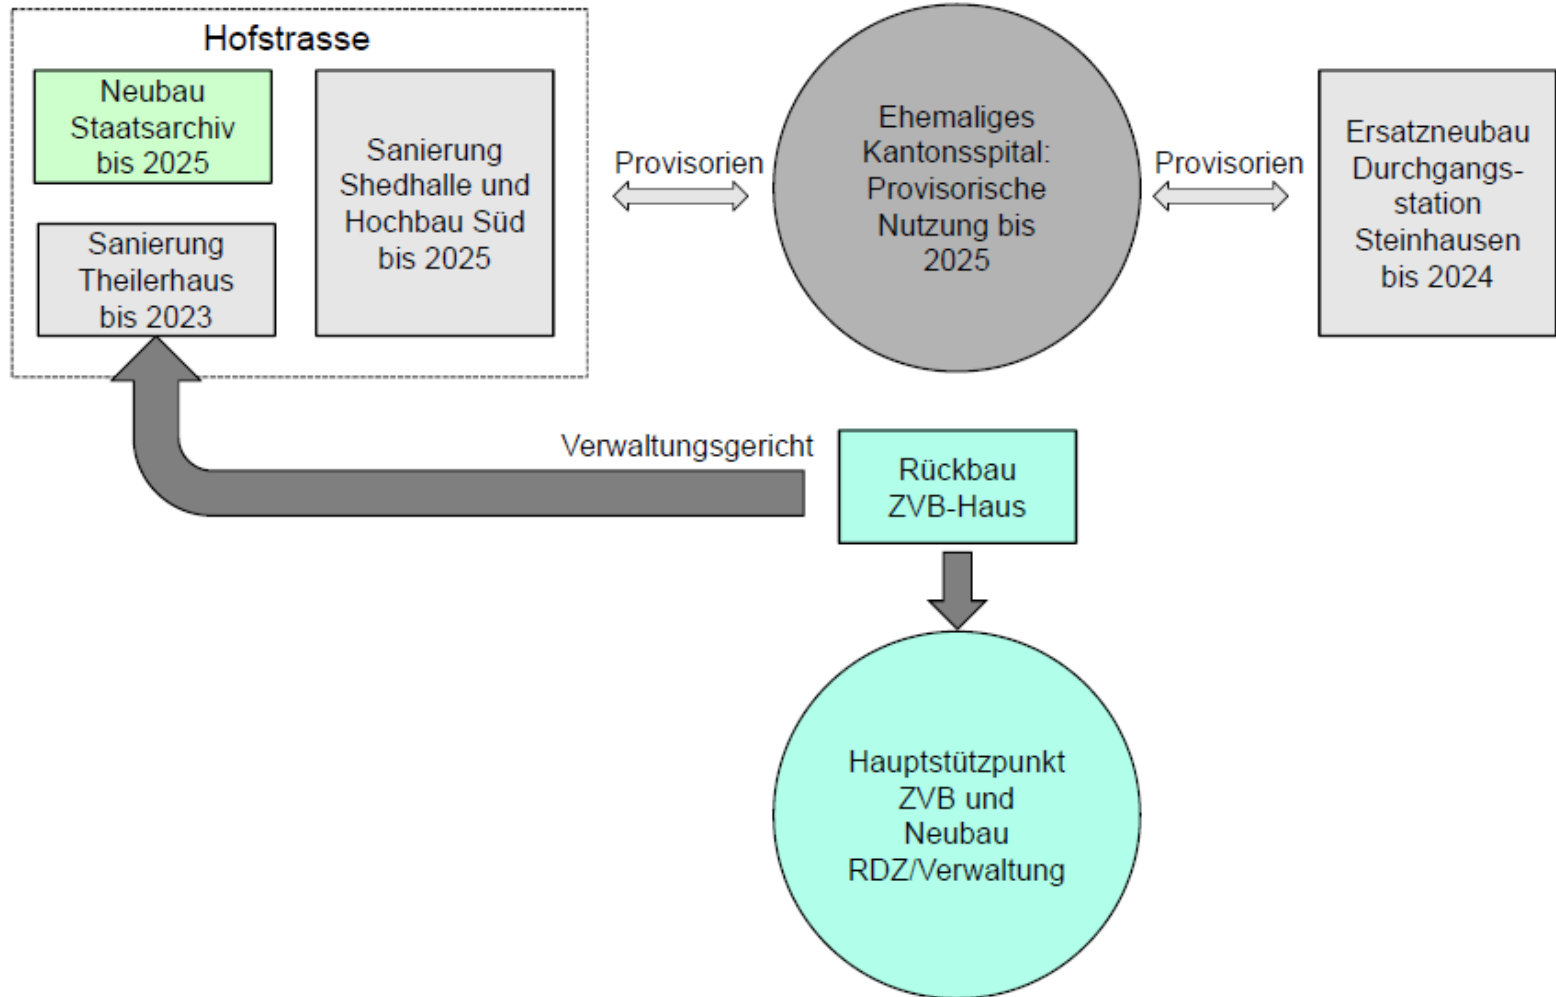 Hofstrasse
Neubau
Staatsarchiv
bis 2025
Sanierung
Shedhalle und
Hochbau Süd
bis 2025
Sanierung
Theilerhaus
bis 2023
Provisorien
Ehemaliges
Kantonsspital:
Provisorische
Nutzung bis
2025
Provisorien
Ersatzneubau
Durchgangs-
station
Steinhausen
bis 2024
Verwaltungsgericht
Rückbau
ZVB-Haus
Hauptstützpunkt
ZVB und
Neubau
RDZ/Verwaltung